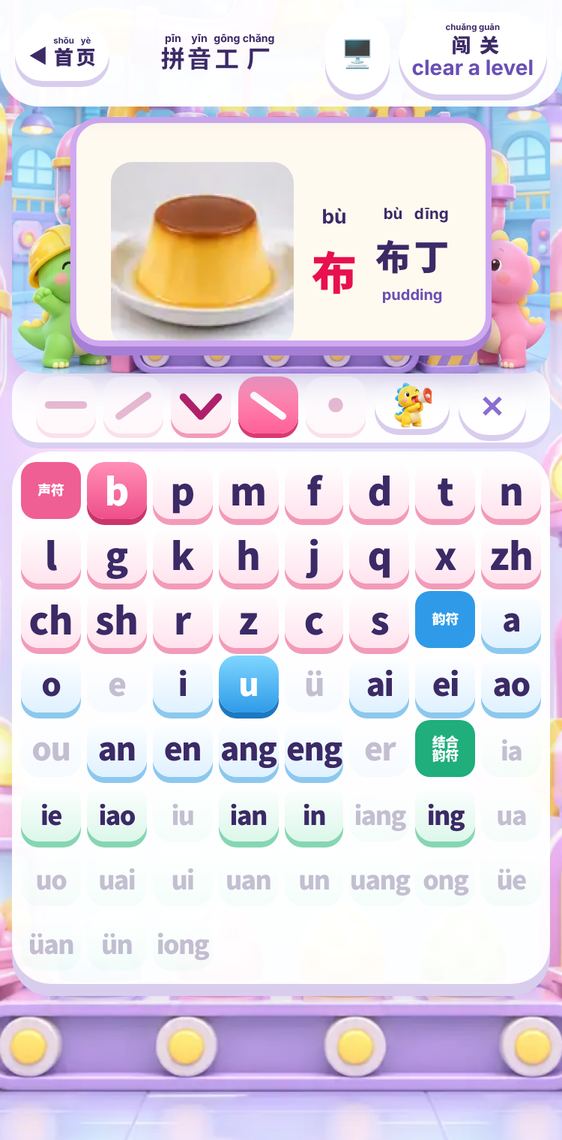 shōu yè
◀ 首页
pīn yīn gōng chǎng
拼音工厂
chuǎng guān
闯关
clear a level
bù
布
bù dīng
布丁
pudding
声符 b p m f d t n
l g k h j q x zh
ch sh r z c s 韵符 a
o e i u ü ai ei ao
ou an en ang eng er 结合韵符 ia
ie iao iu ian in iang ing ua
uo uai ui uan un uang ong üe
üan ün iong